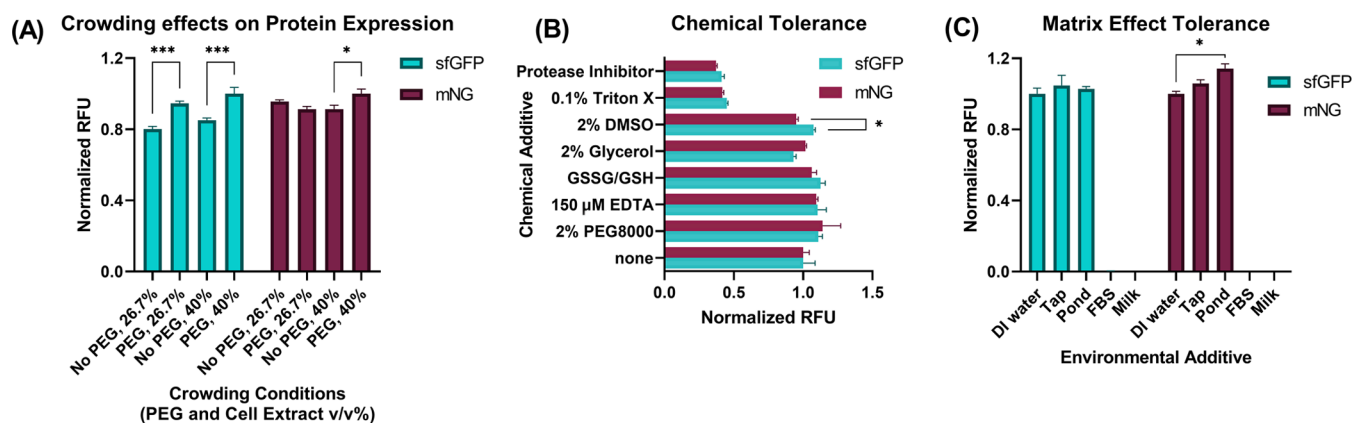 (A)
Crowding effects on Protein Expression
Normalized RFU
1.2
0.8
0.4
0.0
***
***
*
sfGFP
mNG
No PEG, 26.7%
PEG, 26.7%
No PEG, 40%
PEG, 40%
No PEG, 26.7%
PEG, 26.7%
No PEG, 40%
PEG, 40%
Crowding Conditions
(PEG and Cell Extract v/v%)
(B)
Chemical Tolerance
Chemical Additive
Protease Inhibitor
0.1% Triton X
2% DMSO
2% Glycerol
GSSG/GSH
150 µM EDTA
2% PEG8000
none
mNG
sfGFP
*
0.0
0.5
1.0
1.5
Normalized RFU
(C)
Matrix Effect Tolerance
Normalized RFU
1.2
0.8
0.4
0.0
*
sfGFP
mNG
DI water
Tap
Pond
FBS
Milk
DI water
Tap
Pond
FBS
Milk
Environmental Additive